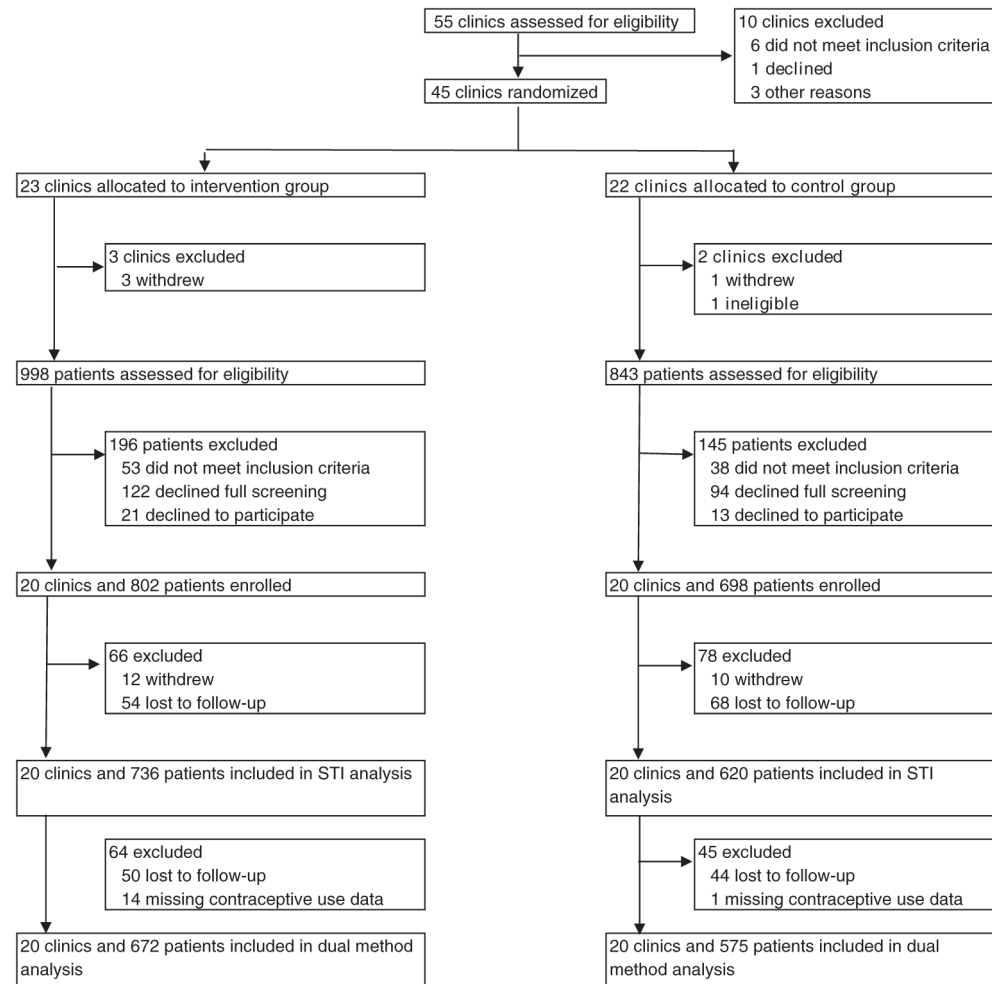 55 clinics assessed for eligibility
10 clinics excluded
6 did not meet inclusion criteria
1 declined
3 other reasons
45 clinics randomized
23 clinics allocated to intervention group
22 clinics allocated to control group
3 clinics excluded
3 withdrew
2 clinics excluded
1 withdrew
1 ineligible
998 patients assessed for eligibility
843 patients assessed for eligibility
196 patients excluded
53 did not meet inclusion criteria
122 declined full screening
21 declined to participate
145 patients excluded
38 did not meet inclusion criteria
94 declined full screening
13 declined to participate
20 clinics and 802 patients enrolled
20 clinics and 698 patients enrolled
66 excluded
12 withdrew
54 lost to follow-up
78 excluded
10 withdrew
68 lost to follow-up
20 clinics and 736 patients included in STI analysis
20 clinics and 620 patients included in STI
analysis
64 excluded
50 lost to follow-up
14 missing contraceptive use data
45 excluded
44 lost to follow-up
1 missing contraceptive use data
20 clinics and 672 patients included in dual method
analysis
20 clinics and 575 patients included in dual
method analysis